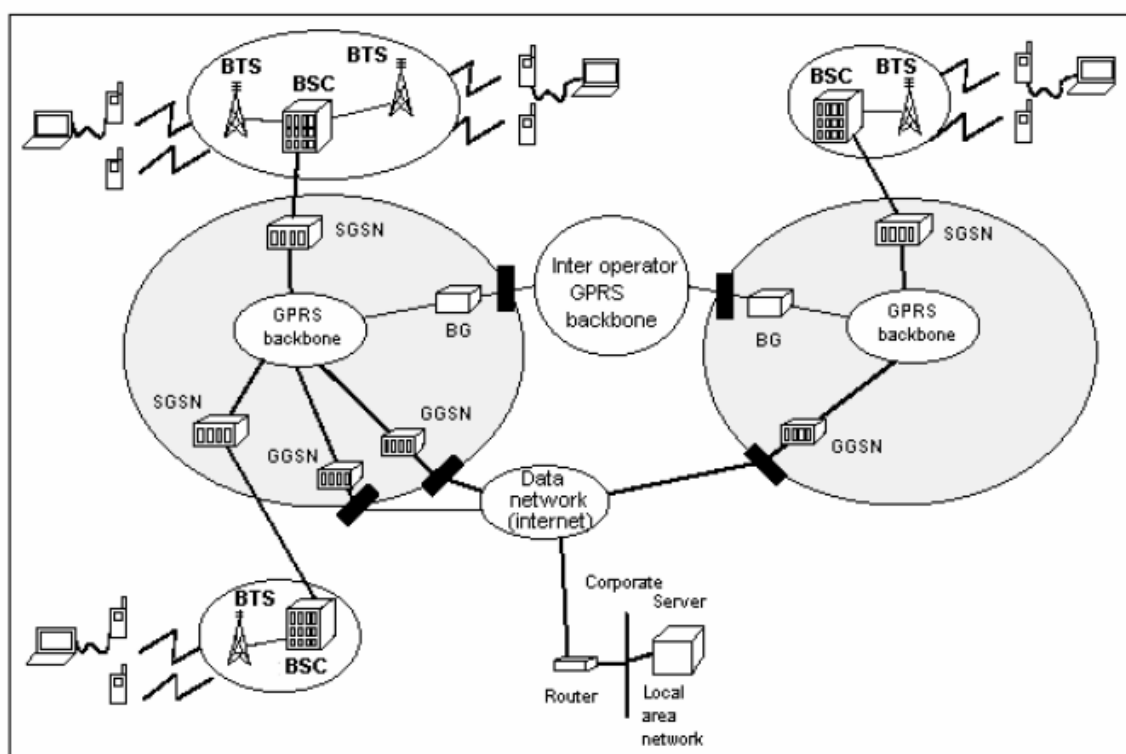 BTS
BTS
BSC
BSC
BTS
SGSN
SGSN
Inter operator
GPRS
backbone
GPRS
backbone
BG
BG
GPRS
backbone
SGSN
GGSN
GGSN
GGSN
Data
network
(internet)
Corporate
Server
BTS
BSC
Router
Local
area
network